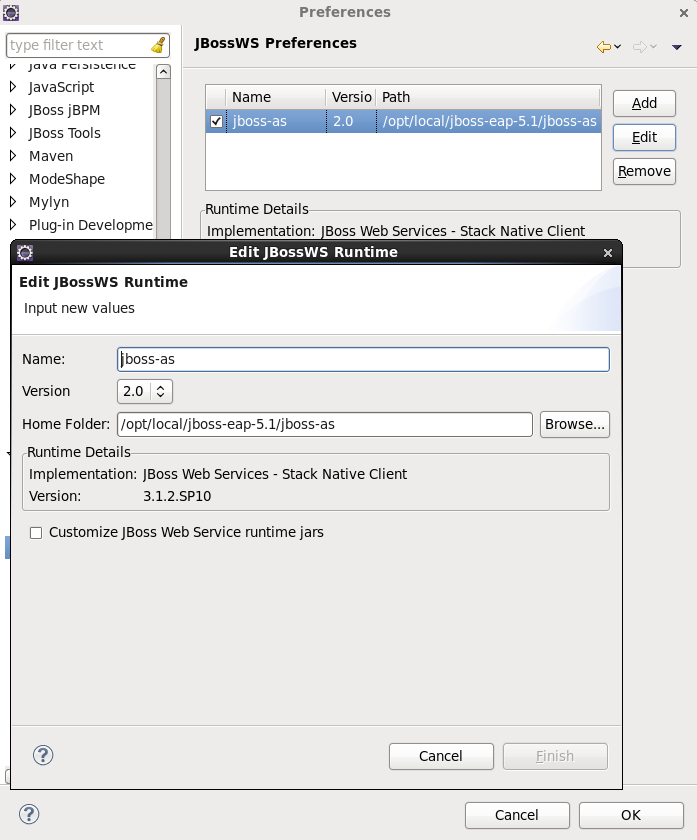 Preferences
type filter text
Java Persistence
JavaScript
JBoss jBPM
JBoss Tools
Maven
ModeShape
Mylyn
Plug-in Developme
JBossWS Preferences
Name Versio Path
jboss-as 2.0 /opt/local/jboss-eap-5.1/jboss-as
Add
Edit
Remove
Runtime Details
Implementation: JBoss Web Services - Stack Native Client
Edit JBossWS Runtime
Edit JBossWS Runtime
Input new values
Name: jboss-as
Version 2.0
Home Folder: /opt/local/jboss-eap-5.1/jboss-as Browse...
Runtime Details
Implementation: JBoss Web Services - Stack Native Client
Version: 3.1.2.SP10
Customize JBoss Web Service runtime jars
? Cancel Finish
? Cancel OK